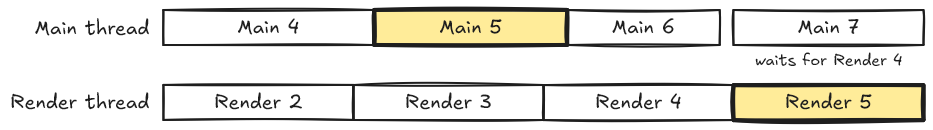 Main thread
Main 4
Main 5
Main 6
Main 7
waits for Render 4
Render thread
Render 2
Render 3
Render 4
Render 5